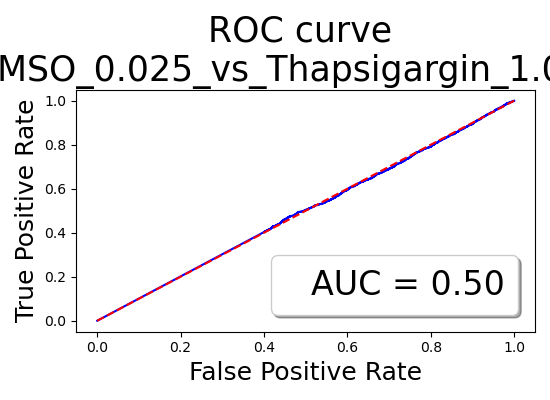 ROC curve
MSO_0.025_vs_Thapsigargin_1.0
1.0
0.8
0.6
0.4
0.2
0.0
True Positive Rate
AUC = 0.50
0.0 0.2 0.4 0.6 0.8 1.0
False Positive Rate